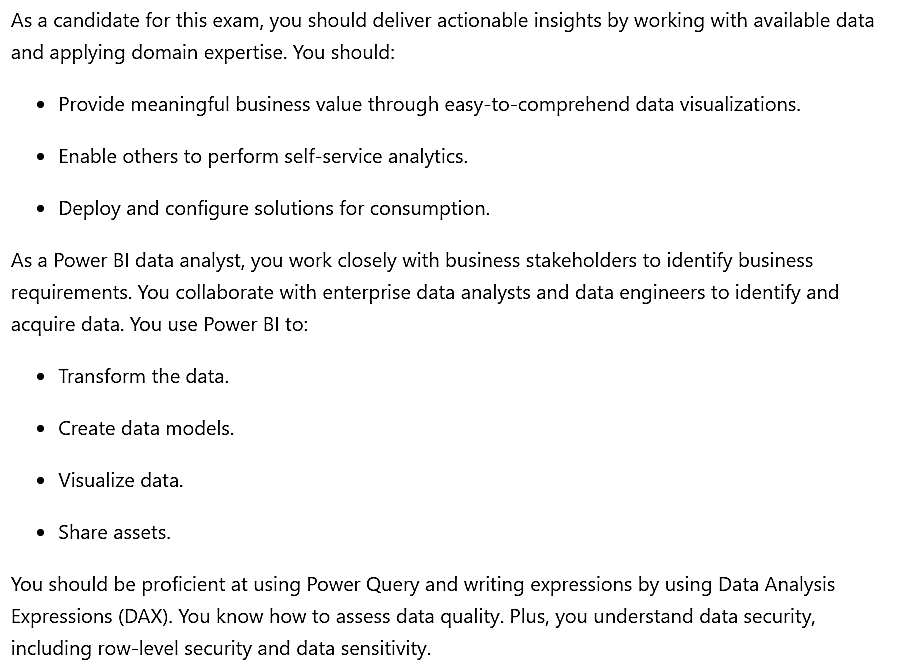 As a candidate for this exam, you should deliver actionable insights by working with available data
and applying domain expertise. You should:
• Provide meaningful business value through easy-to-comprehend data visualizations.
• Enable others to perform self-service analytics.
• Deploy and configure solutions for consumption.
As a Power BI data analyst, you work closely with business stakeholders to identify business
requirements. You collaborate with enterprise data analysts and data engineers to identify and
acquire data. You use Power BI to:
• Transform the data.
• Create data models.
• Visualize data.
• Share assets.
You should be proficient at using Power Query and writing expressions by using Data Analysis
Expressions (DAX). You know how to assess data quality. Plus, you understand data security,
including row-level security and data sensitivity.